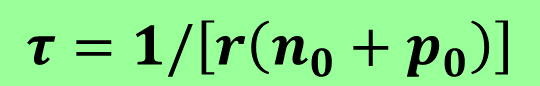 τ = 1/[r(n₀ + p₀)]